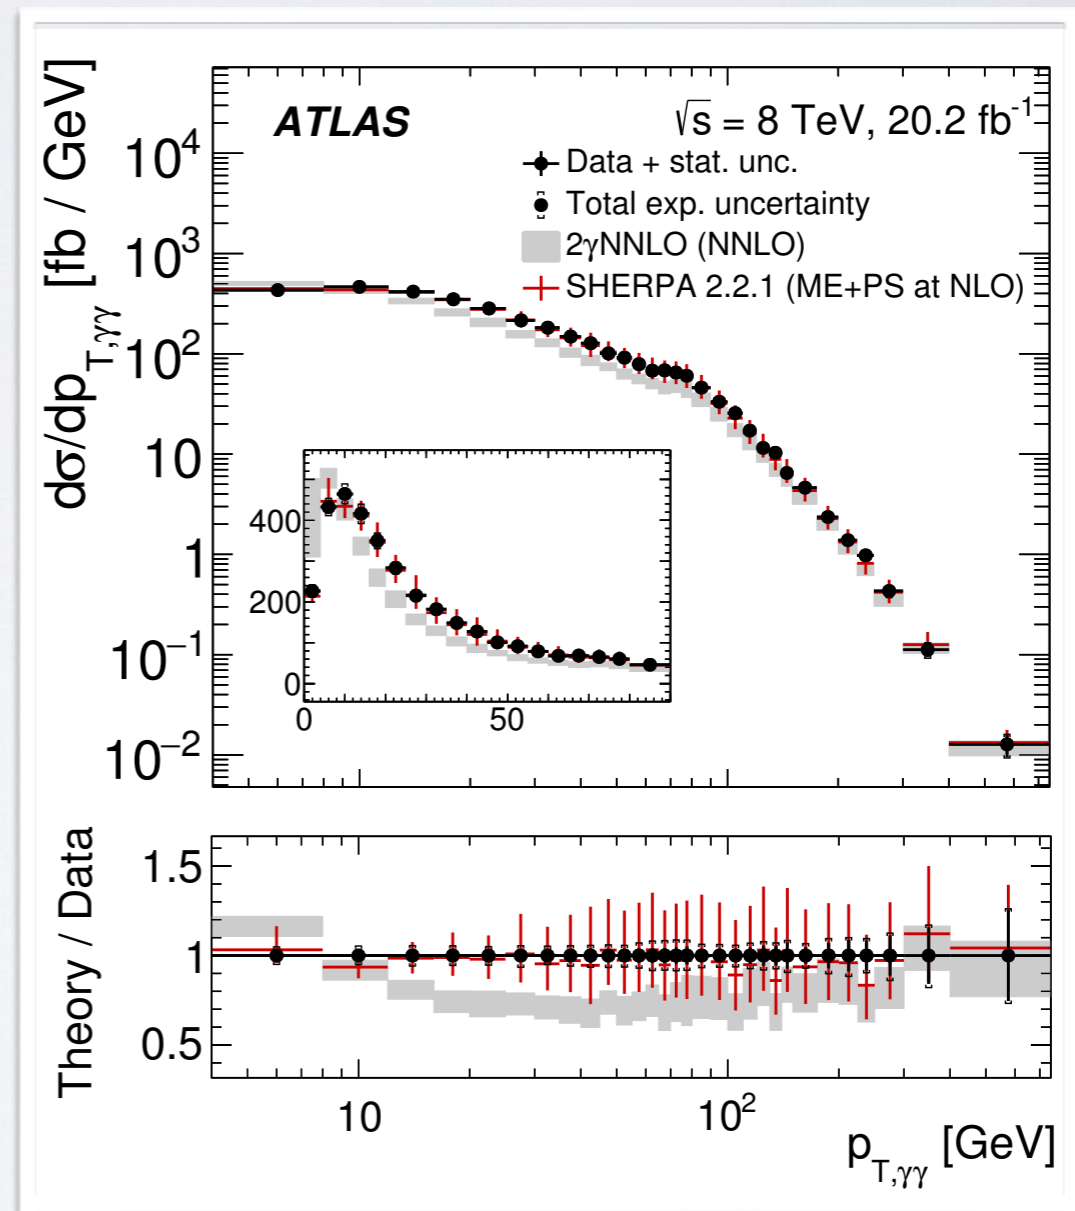 ATLAS
√s = 8 TeV, 20.2 fb⁻¹
Data + stat. unc.
Total exp. uncertainty
2γNNLO (NNLO)
SHERPA 2.2.1 (ME+PS at NLO)
dσ/dp_T,γγ [fb / GeV]
10⁴
10³
10²
10
1
10⁻¹
10⁻²
400
200
0
0 50
Theory / Data
1.5
1
0.5
10 10²
p_T,γγ [GeV]